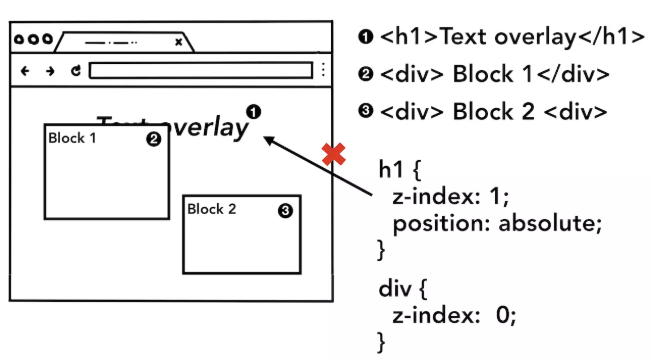 ❶ <h1>Text overlay</h1>
❷ <div> Block 1</div>
❸ <div> Block 2 <div>
Text overlay ❶
Block 1 ❷
Block 2 ❸
h1 {
z-index: 1;
position: absolute;
}
div {
z-index: 0;
}